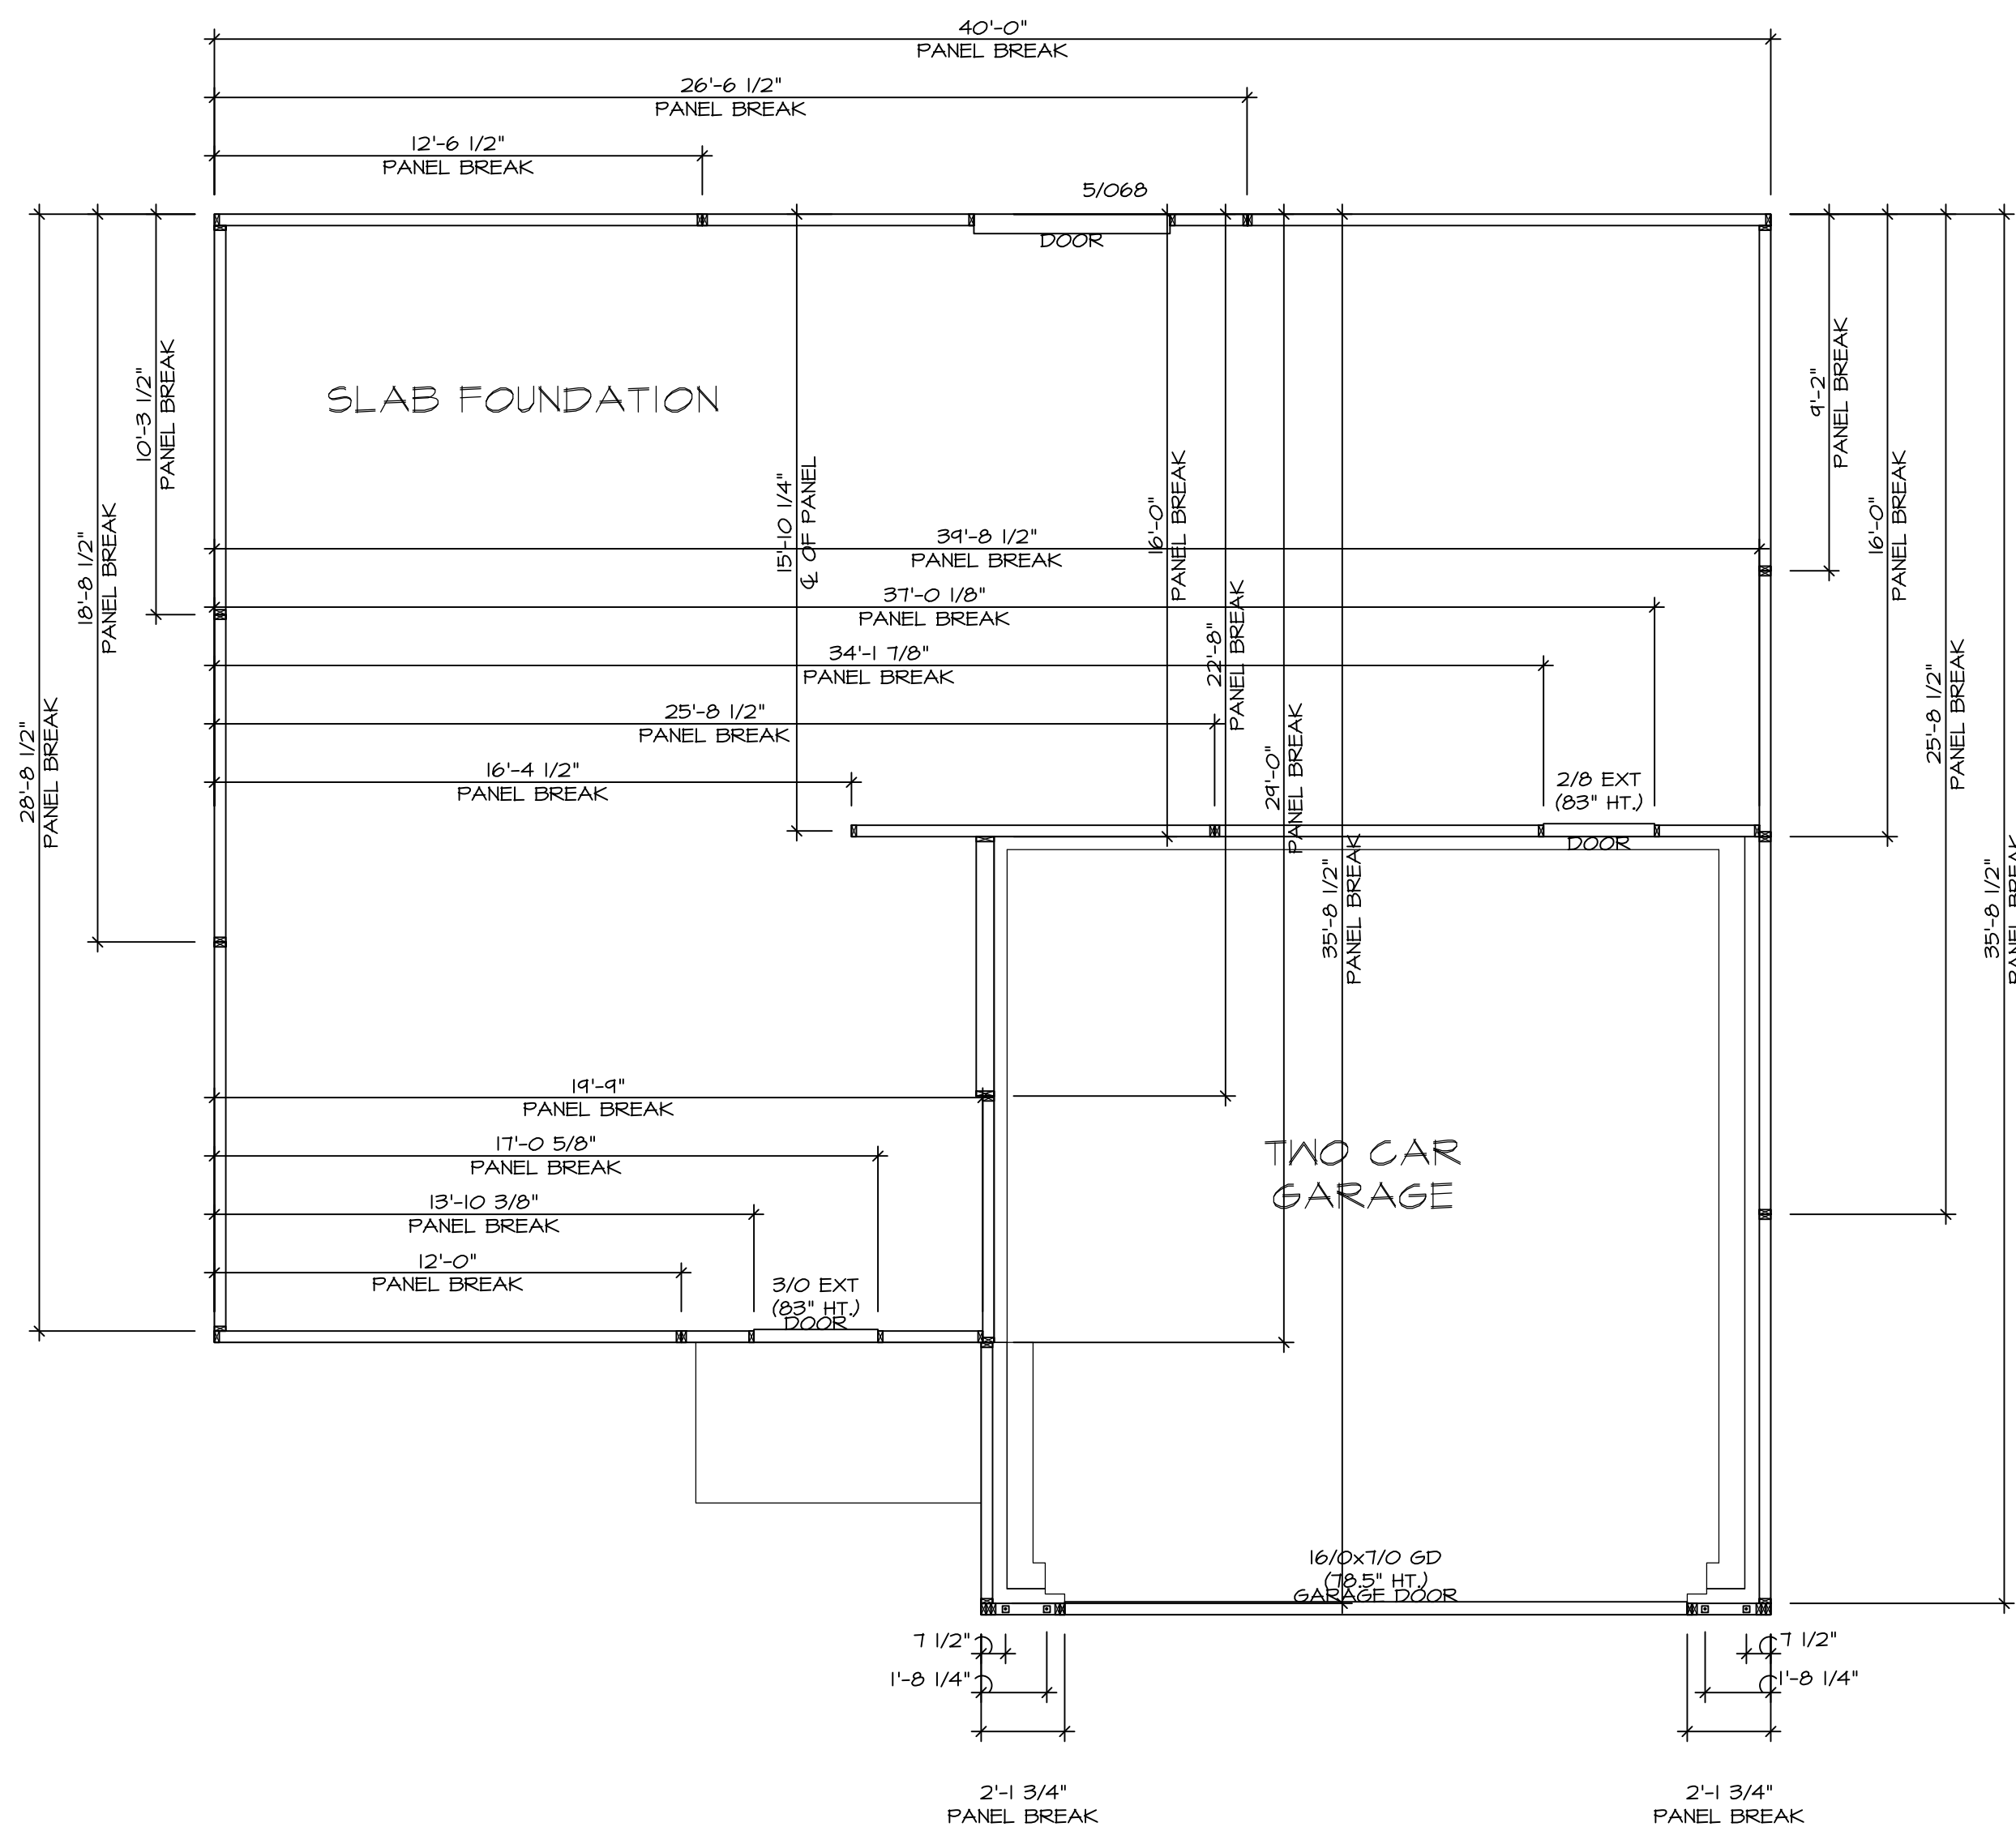 40'-0"
PANEL BREAK
26'-6 1/2"
PANEL BREAK
12'-6 1/2"
PANEL BREAK
5/068
DOOR
SLAB FOUNDATION
10'-3 1/2"
PANEL BREAK
18'-8 1/2"
PANEL BREAK
28'-8 1/2"
PANEL BREAK
15'-10 1/4"
℄ OF PANEL
16'-0"
PANEL BREAK
22'-8"
PANEL BREAK
29'-0"
PANEL BREAK
35'-8 1/2"
PANEL BREAK
9'-2"
PANEL BREAK
16'-0"
PANEL BREAK
25'-8 1/2"
PANEL BREAK
35'-8 1/2"
PANEL BREAK
39'-8 1/2"
PANEL BREAK
37'-0 1/8"
PANEL BREAK
34'-1 7/8"
PANEL BREAK
25'-8 1/2"
PANEL BREAK
16'-4 1/2"
PANEL BREAK
2/8 EXT
(83" HT.)
DOOR
19'-9"
PANEL BREAK
17'-0 5/8"
PANEL BREAK
13'-10 3/8"
PANEL BREAK
12'-0"
PANEL BREAK
3/0 EXT
(83" HT.)
DOOR
TWO CAR
GARAGE
16/0x7/0 GD
(78.5" HT.)
GARAGE DOOR
7 1/2"
7 1/2"
1'-8 1/4"
1'-8 1/4"
2'-1 3/4"
PANEL BREAK
2'-1 3/4"
PANEL BREAK